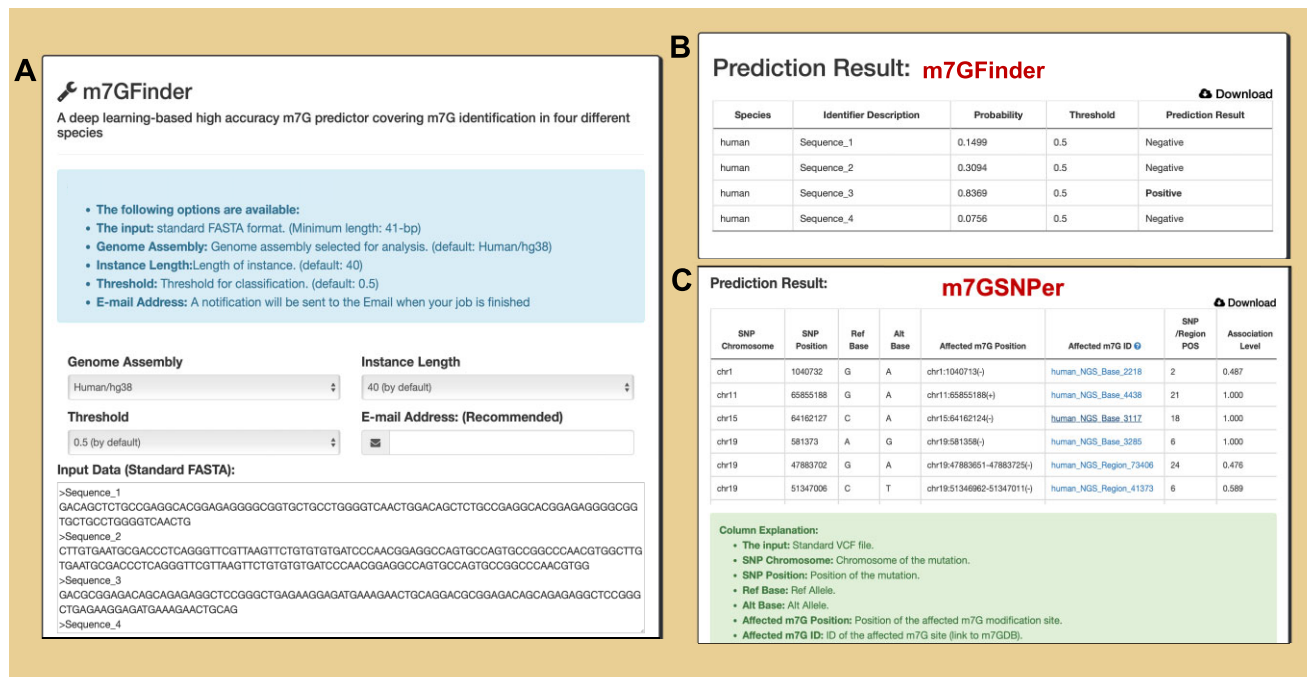 A
m7GFinder
A deep learning-based high accuracy m7G predictor covering m7G identification in four different
species
• The following options are available:
• The input: standard FASTA format. (Minimum length: 41-bp)
• Genome Assembly: Genome assembly selected for analysis. (default: Human/hg38)
• Instance Length:Length of instance. (default: 40)
• Threshold: Threshold for classification. (default: 0.5)
• E-mail Address: A notification will be sent to the Email when your job is finished
Genome Assembly Instance Length
Human/hg38 40 (by default)
Threshold E-mail Address: (Recommended)
0.5 (by default)
Input Data (Standard FASTA):
>Sequence_1
GACAGCTCTGCCGAGGCACGGAGAGGGGCGGTGCTGCCTGGGGTCAACTGGACAGCTCTGCCGAGGCACGGAGAGGGGCGG
TGCTGCCTGGGGTCAACTG
>Sequence_2
CTTGTGAATGCGACCCTCAGGGTTCGTTAAGTTCTGTGTGTGATCCCAACGGAGGCCAGTGCCAGTGCCGGCCCAACGTGGCTTG
TGAATGCGACCCTCAGGGTTCGTTAAGTTCTGTGTGTGATCCCAACGGAGGCCAGTGCCAGTGCCGGCCCAACGTGG
>Sequence_3
GACGCGGAGACAGCAGAGAGGCTCCGGGCTGAGAAGGAGATGAAAGAACTGCAGGACGCGGAGACAGCAGAGAGGCTCCGGG
CTGAGAAGGAGATGAAAGAACTGCAG
>Sequence_4
B
Prediction Result: m7GFinder
Download
Species Identifier Description Probability Threshold Prediction Result
human Sequence_1 0.1499 0.5 Negative
human Sequence_2 0.3094 0.5 Negative
human Sequence_3 0.8369 0.5 Positive
human Sequence_4 0.0756 0.5 Negative
C
Prediction Result: m7GSNPer
Download
SNP Chromosome SNP Position Ref Base Alt Base Affected m7G Position Affected m7G ID SNP /Region POS Association Level
chr1 1040732 G A chr1:1040713(-) human_NGS_Base_2218 2 0.487
chr11 65855188 G A chr11:65855188(+) human_NGS_Base_4438 21 1.000
chr15 64162127 C A chr15:64162124(-) human_NGS_Base_3117 18 1.000
chr19 581373 A G chr19:581358(-) human_NGS_Base_3285 6 1.000
chr19 47883702 G A chr19:47883651-47883725(-) human_NGS_Region_73406 24 0.476
chr19 51347006 C T chr19:51346962-51347011(-) human_NGS_Region_41373 6 0.589
Column Explanation:
• The input: Standard VCF file.
• SNP Chromosome: Chromosome of the mutation.
• SNP Position: Position of the mutation.
• Ref Base: Ref Allele.
• Alt Base: Alt Allele.
• Affected m7G Position: Position of the affected m7G modification site.
• Affected m7G ID: ID of the affected m7G site (link to m7GDB).